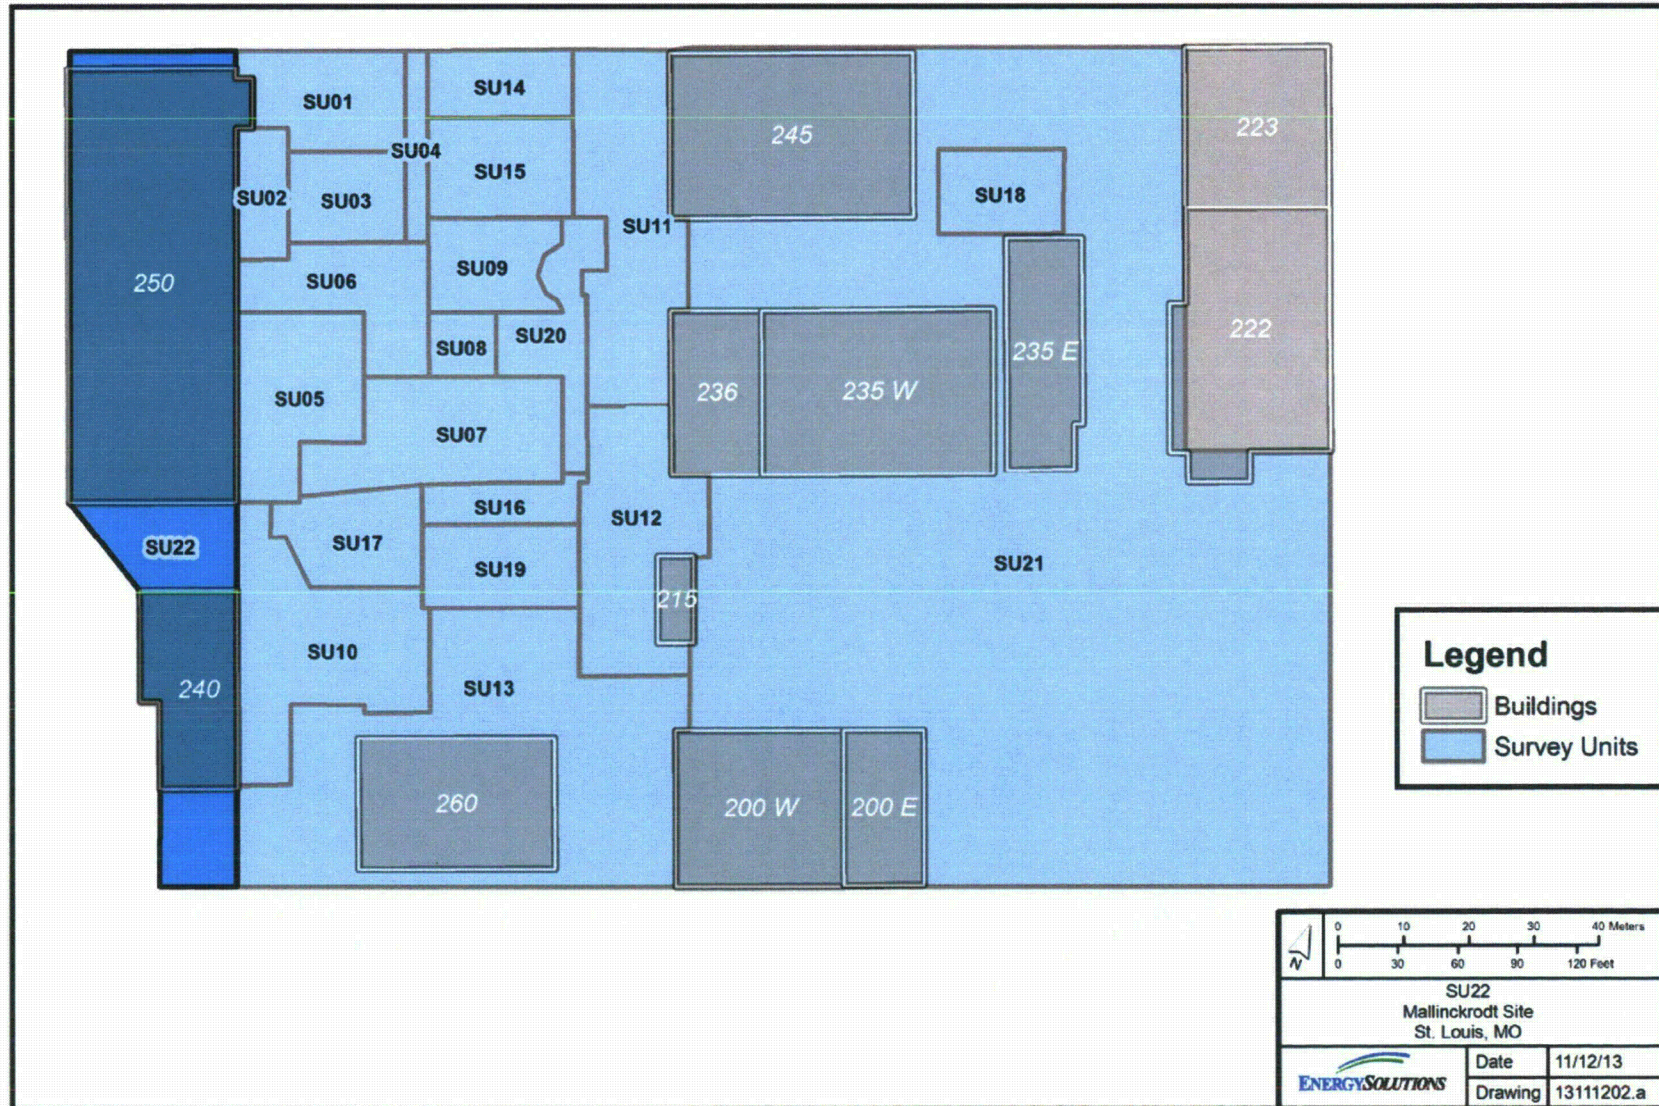 SU01
SU14
SU04
SU15
SU02
SU03
SU11
245
SU18
223
250
SU06
SU09
SU20
SU08
222
SU05
SU07
236
235 W
235 E
SU16
SU12
SU22
SU17
SU19
SU21
215
240
SU10
SU13
260
200 W
200 E
Legend
Buildings
Survey Units
N
0 10 20 30 40 Meters
0 30 60 90 120 Feet
SU22
Mallinckrodt Site
St. Louis, MO
ENERGYSOLUTIONS
Date 11/12/13
Drawing 13111202.a